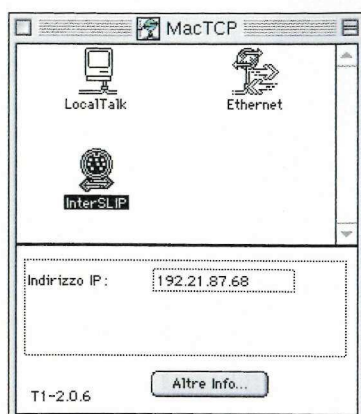 MacTCP
LocalTalk
Ethernet
InterSLIP
Indirizzo IP:
192.21.87.68
Altre Info...
T1-2.0.6